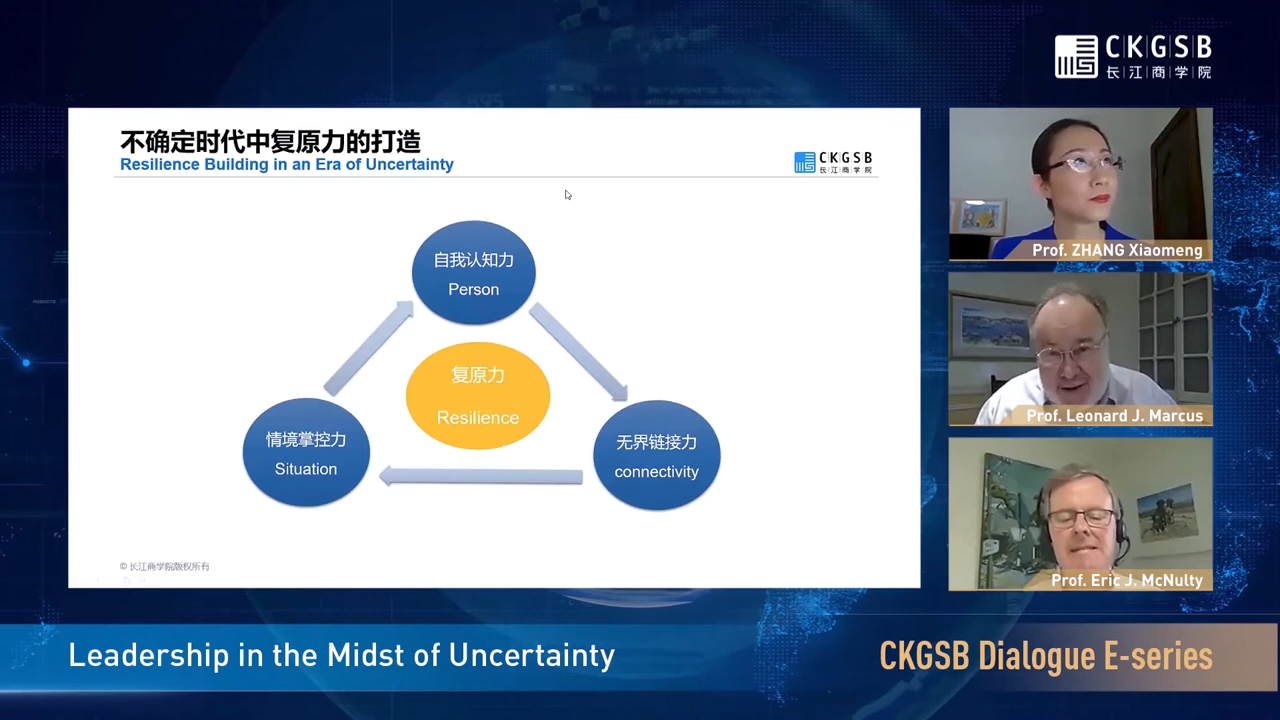 CKGSB
长江商学院
不确定时代中复原力的打造
Resilience Building in an Era of Uncertainty
CKGSB
长江商学院
自我认知力
Person
复原力
Resilience
情境掌控力
Situation
无界链接力
connectivity
© 长江商学院版权所有
Prof. ZHANG Xiaomeng
Prof. Leonard J. Marcus
Prof. Eric J. McNulty
Leadership in the Midst of Uncertainty
CKGSB Dialogue E-series